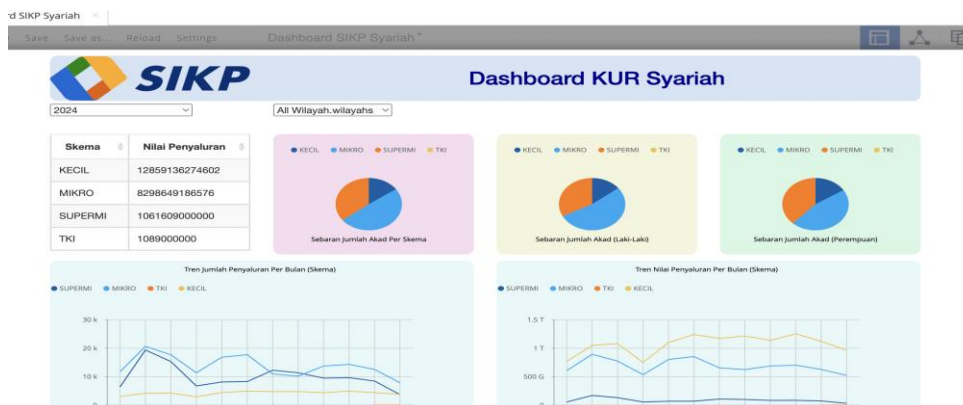 rd SIKP Syariah
Save Save as... Reload Settings Dashboard SIKP Syariah*
SIKP
Dashboard KUR Syariah
2024
All Wilayah.wilayahs
Skema Nilai Penyaluran
KECIL 12859136274602
MIKRO 8298649186576
SUPERMI 1061609000000
TKI 1089000000
KECIL MIKRO SUPERMI TKI
Sebaran Jumlah Akad Per Skema
KECIL MIKRO SUPERMI TKI
Sebaran Jumlah Akad (Laki-Laki)
KECIL MIKRO SUPERMI TKI
Sebaran Jumlah Akad (Perempuan)
Tren Jumlah Penyaluran Per Bulan (Skema)
SUPERMI MIKRO TKI KECIL
30 k
20 k
10 k
0
Tren Nilai Penyaluran Per Bulan (Skema)
SUPERMI MIKRO TKI KECIL
1.5 T
1 T
500 G
0